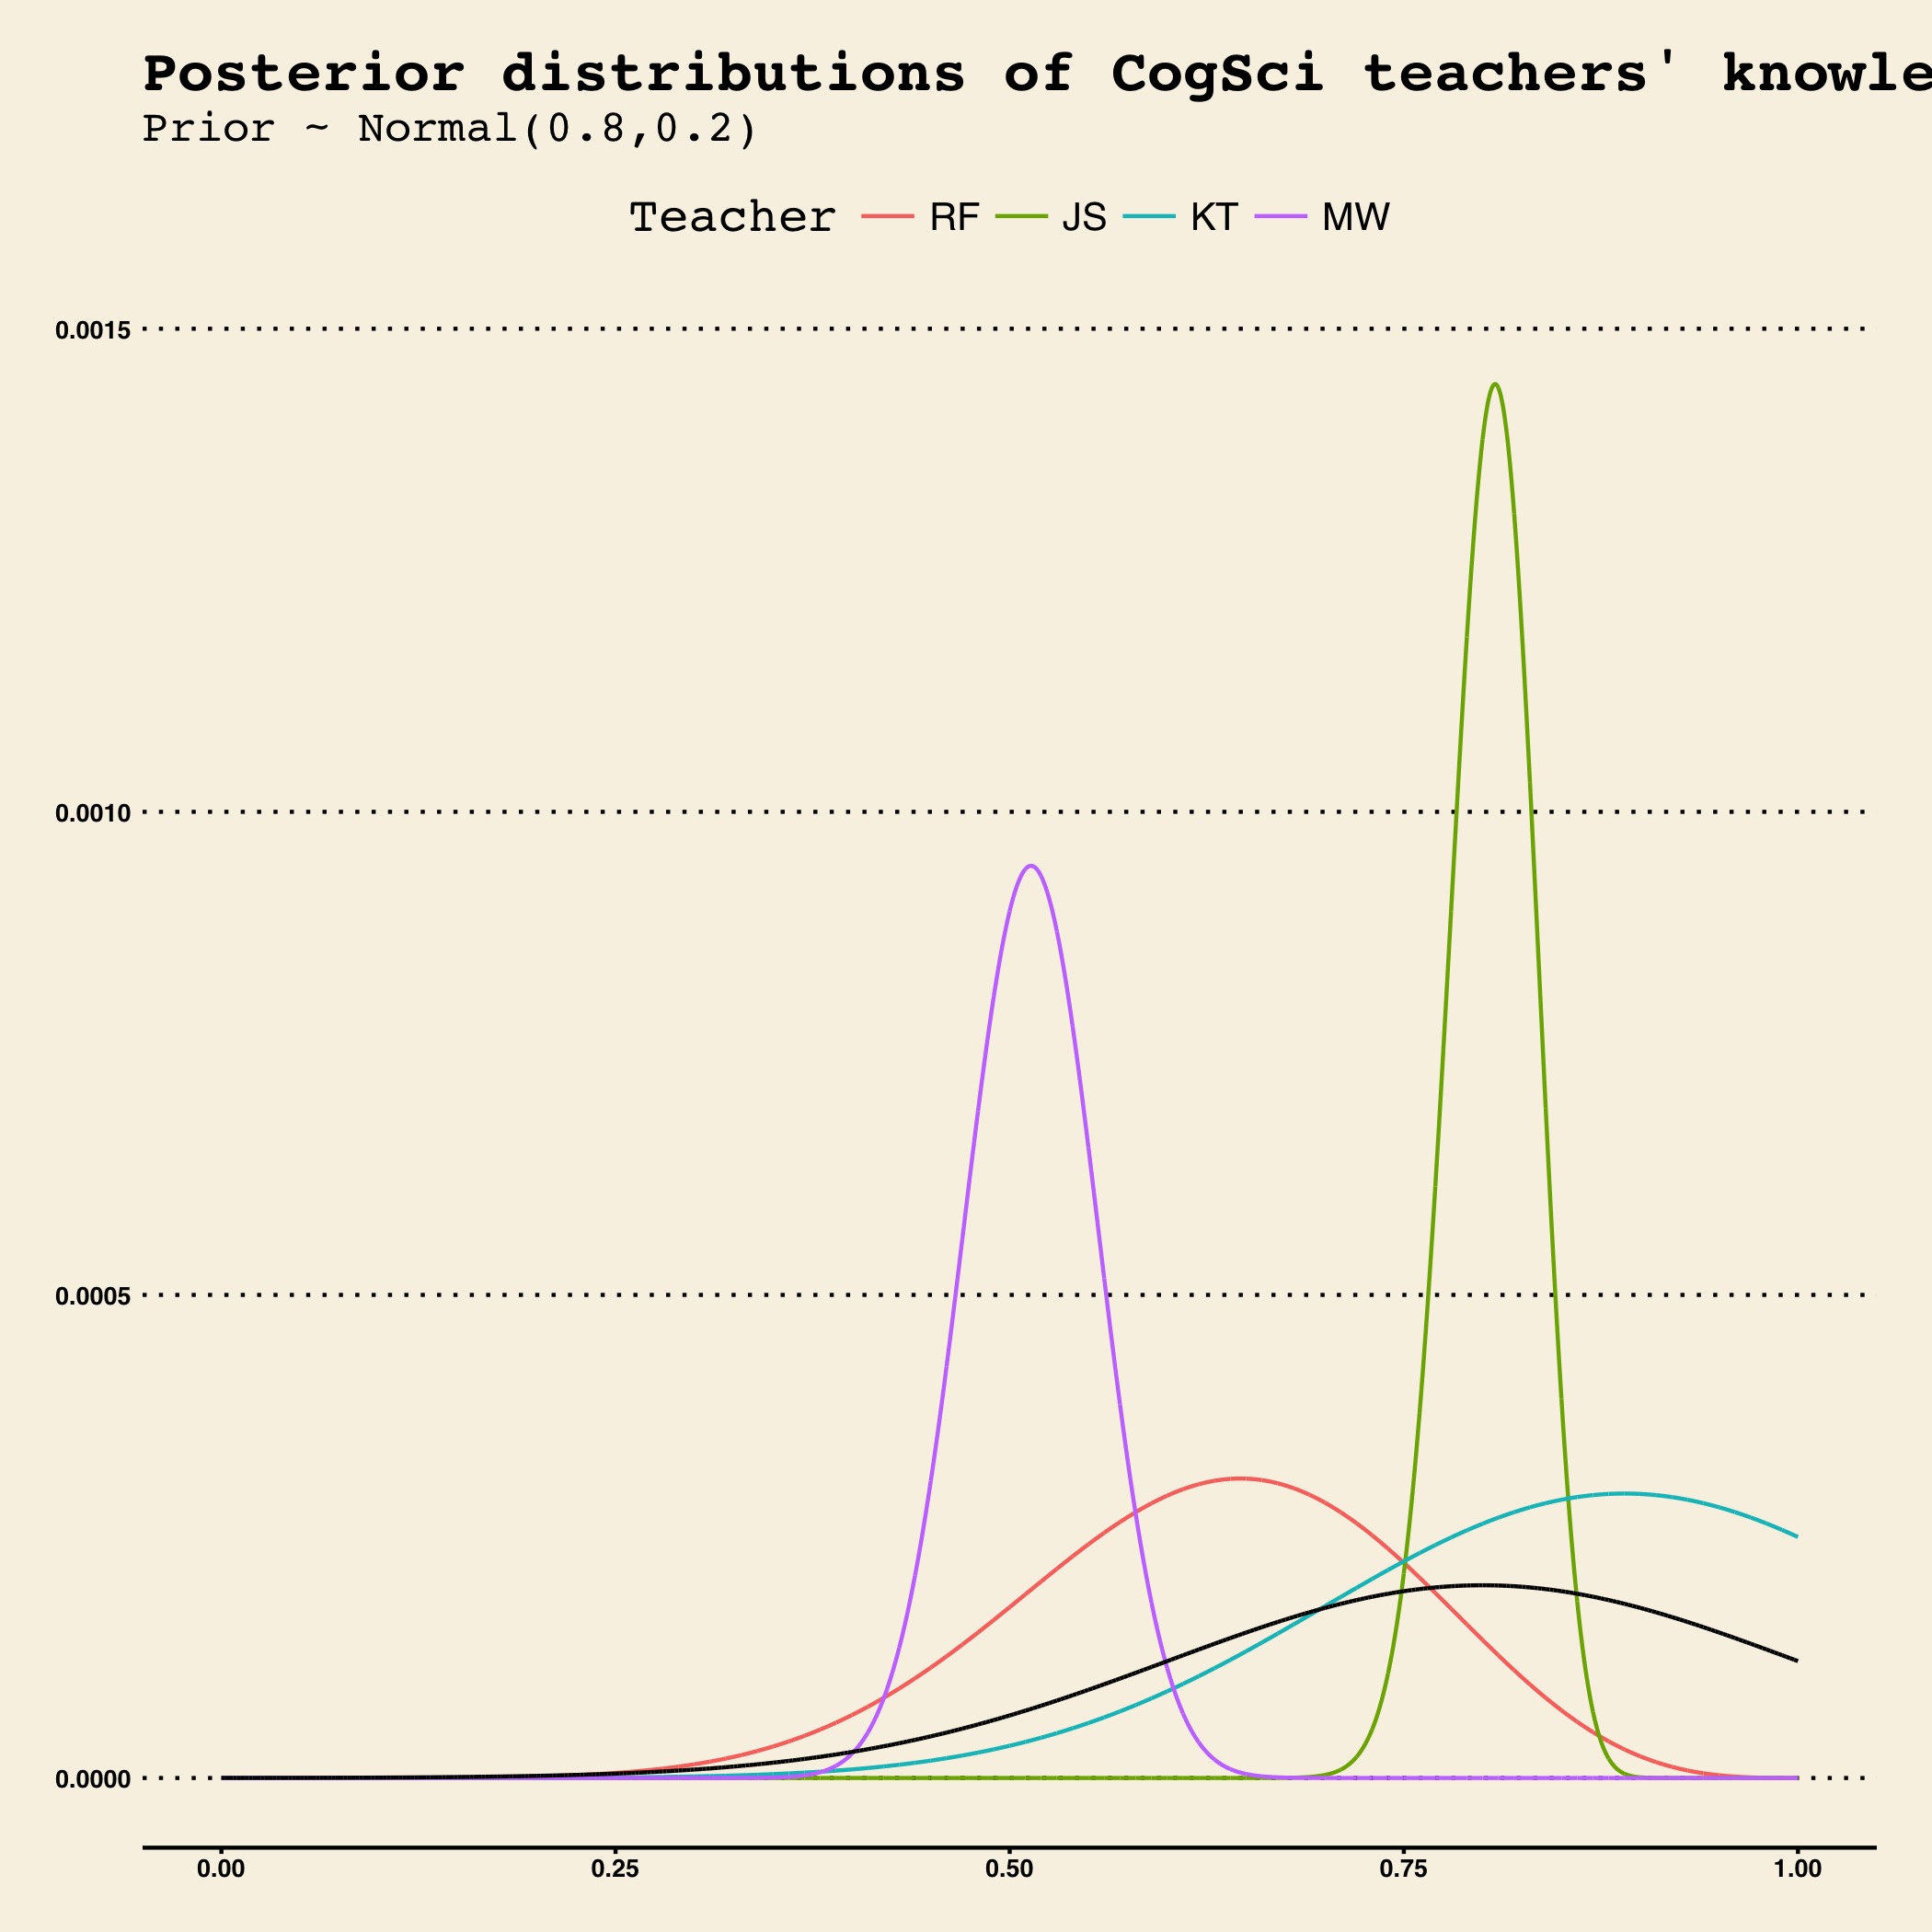 Posterior distributions of CogSci teachers' knowle
Prior ~ Normal(0.8,0.2)
Teacher RF JS KT MW
0.0015
0.0010
0.0005
0.0000
0.00 0.25 0.50 0.75 1.00